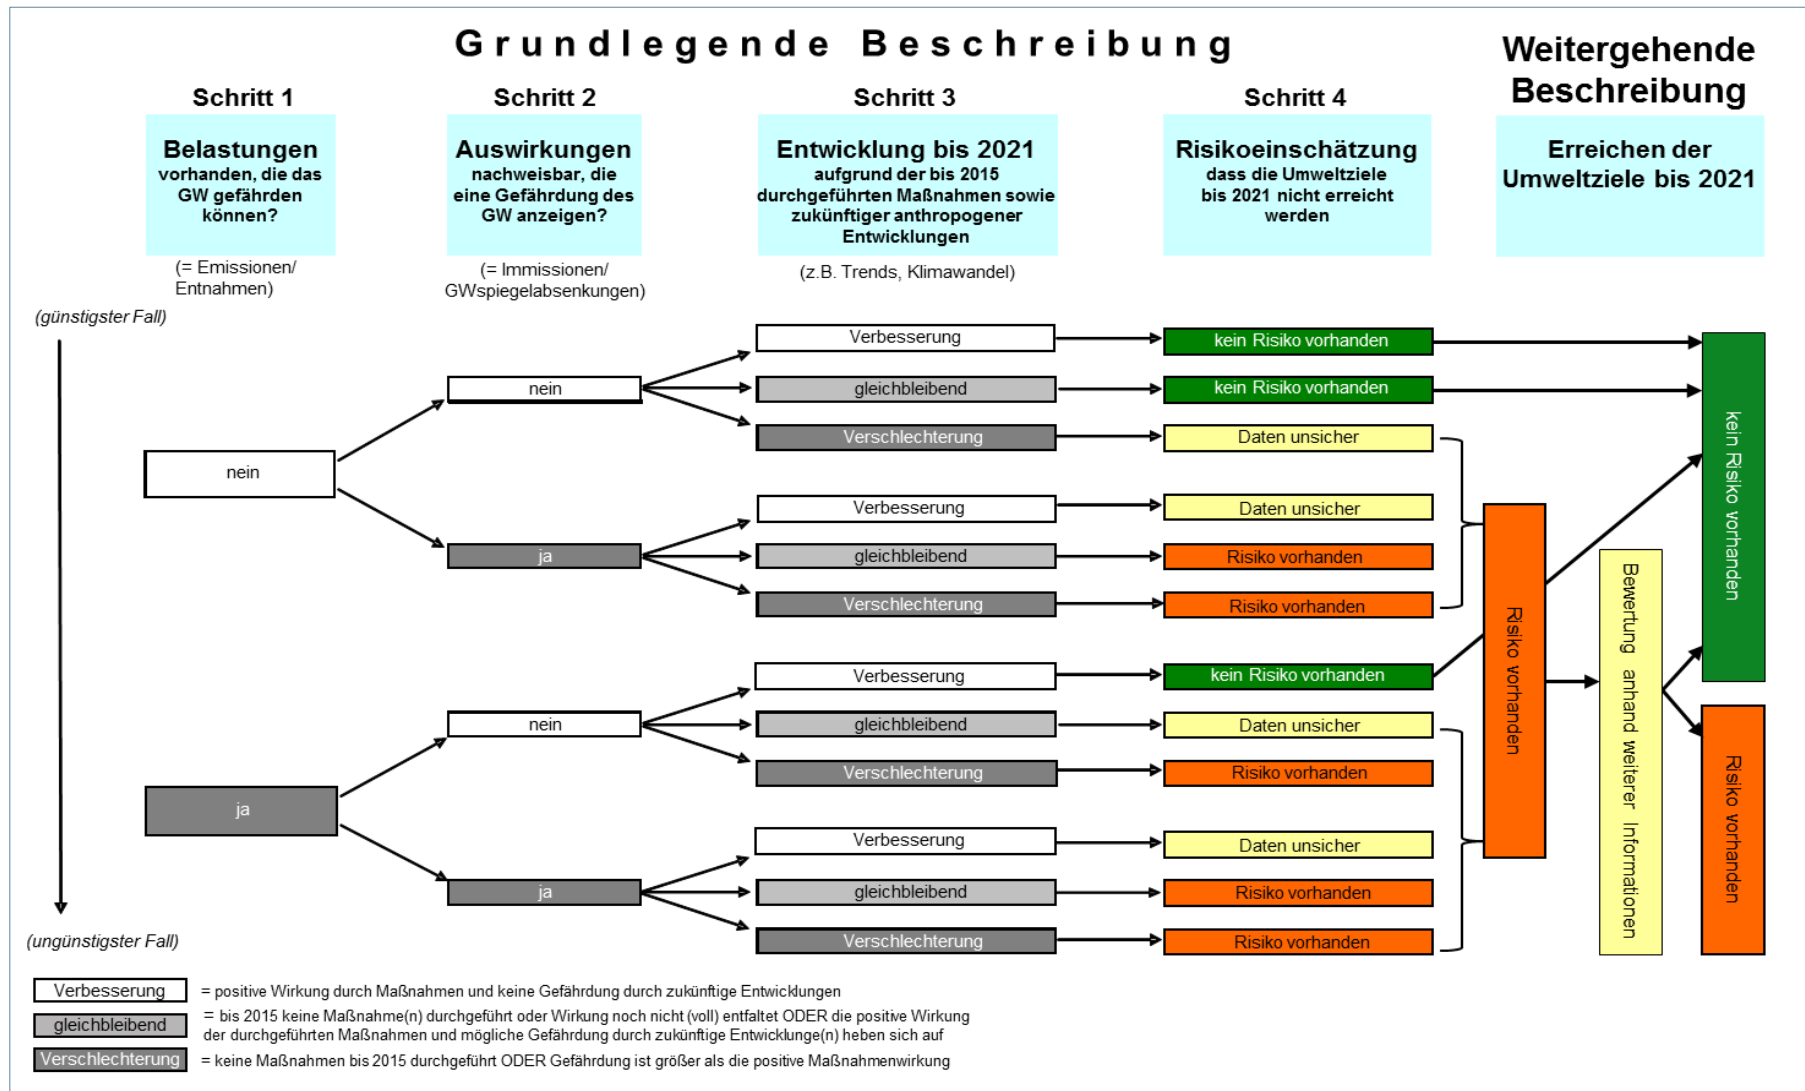 Grundlegende Beschreibung
Weitergehende
Beschreibung
Schritt 1
Schritt 2
Schritt 3
Schritt 4
Belastungen
vorhanden, die das
GW gefährden
können?
Auswirkungen
nachweisbar, die
eine Gefährdung des
GW anzeigen?
Entwicklung bis 2021
aufgrund der bis 2015
durchgeführten Maßnahmen sowie
zukünftiger anthropogener
Entwicklungen
Risikoeinschätzung
dass die Umweltziele
bis 2021 nicht erreicht
werden
Erreichen der
Umweltziele bis 2021
(= Emissionen/
Entnahmen)
(= Immissionen/
GWspiegelabsenkungen)
(z.B. Trends, Klimawandel)
(günstigster Fall)
nein
nein
Verbesserung
kein Risiko vorhanden
gleichbleibend
kein Risiko vorhanden
Verschlechterung
Daten unsicher
ja
Verbesserung
Daten unsicher
gleichbleibend
Risiko vorhanden
Verschlechterung
Risiko vorhanden
ja
nein
Verbesserung
kein Risiko vorhanden
gleichbleibend
Daten unsicher
Verschlechterung
Risiko vorhanden
ja
Verbesserung
Daten unsicher
gleichbleibend
Risiko vorhanden
Verschlechterung
Risiko vorhanden
Risiko vorhanden
Bewertung anhand weiterer Informationen
kein Risiko vorhanden
Risiko vorhanden
(ungünstigster Fall)
Verbesserung
= positive Wirkung durch Maßnahmen und keine Gefährdung durch zukünftige Entwicklungen
gleichbleibend
= bis 2015 keine Maßnahme(n) durchgeführt oder Wirkung noch nicht (voll) entfaltet ODER die positive Wirkung
der durchgeführten Maßnahmen und mögliche Gefährdung durch zukünftige Entwicklunge(n) heben sich auf
Verschlechterung
= keine Maßnahmen bis 2015 durchgeführt ODER Gefährdung ist größer als die positive Maßnahmenwirkung